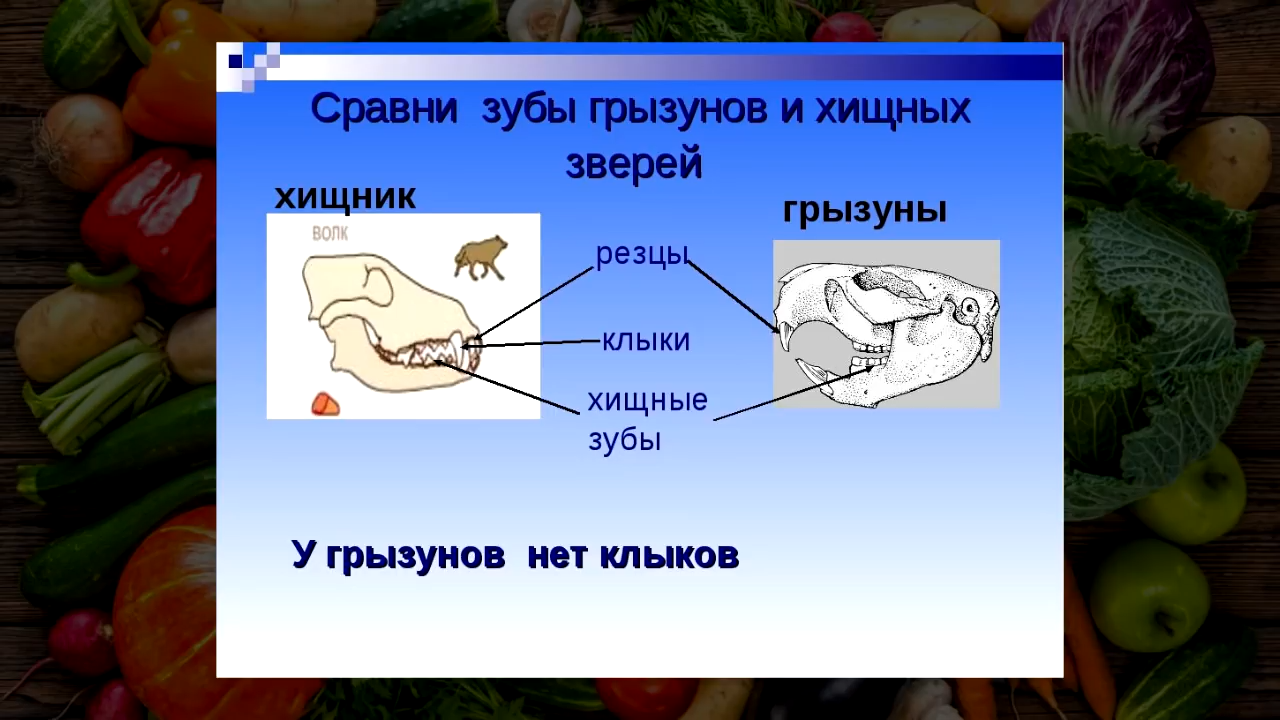 Сравни зубы грызунов и хищных
зверей
хищник
грызуны
ВОЛК
резцы
клыки
хищные
зубы
У грызунов нет клыков